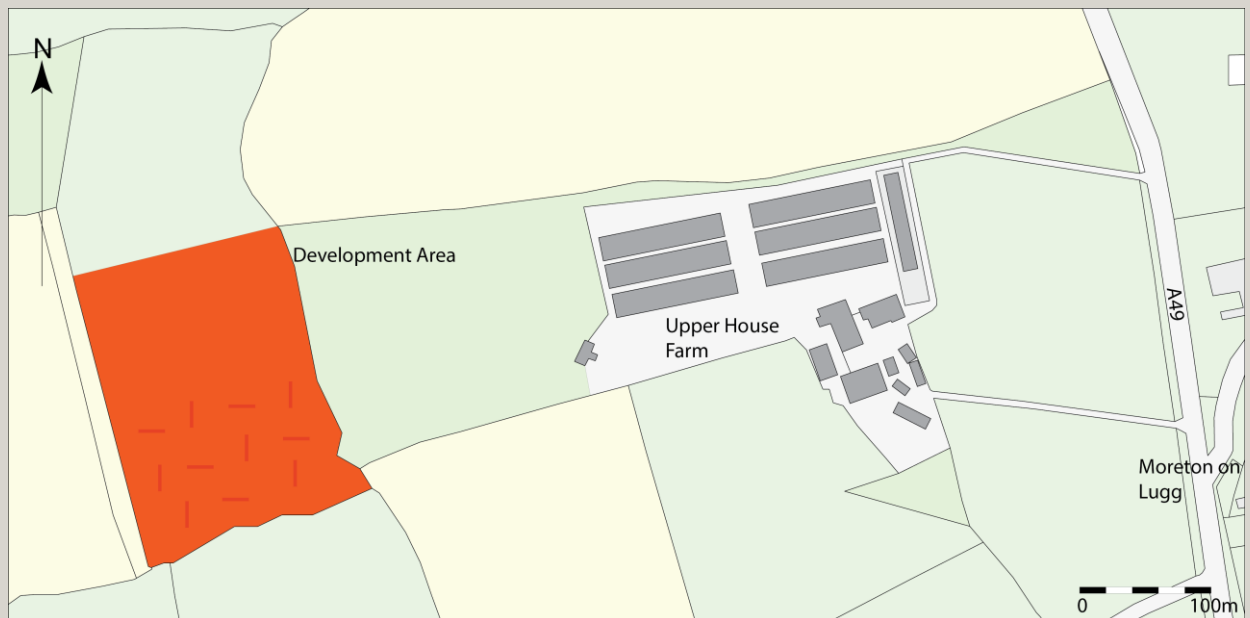 N
Development Area
Upper House
Farm
A49
Moreton on
Lugg
0 100m